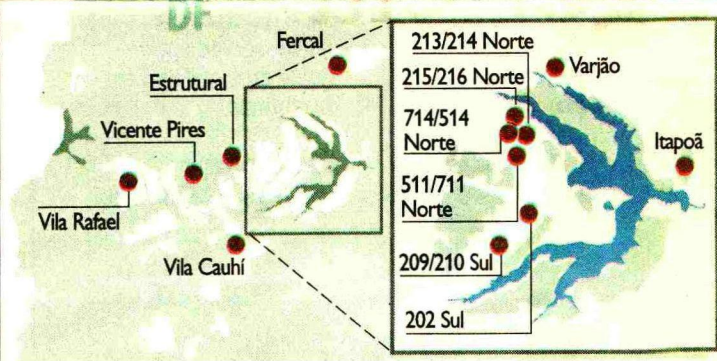 DF
Fercal
Estrutural
Vicente Pires
Vila Rafael
Vila Cauhí
213/214 Norte
215/216 Norte
714/514
Norte
511/711
Norte
209/210 Sul
202 Sul
Varjão
Itapoã